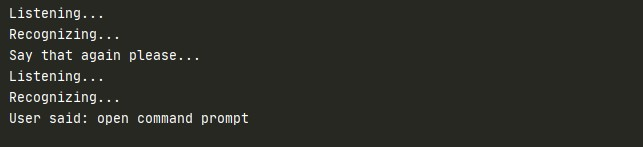 Listening...
Recognizing...
Say that again please...
Listening...
Recognizing...
User said: open command prompt